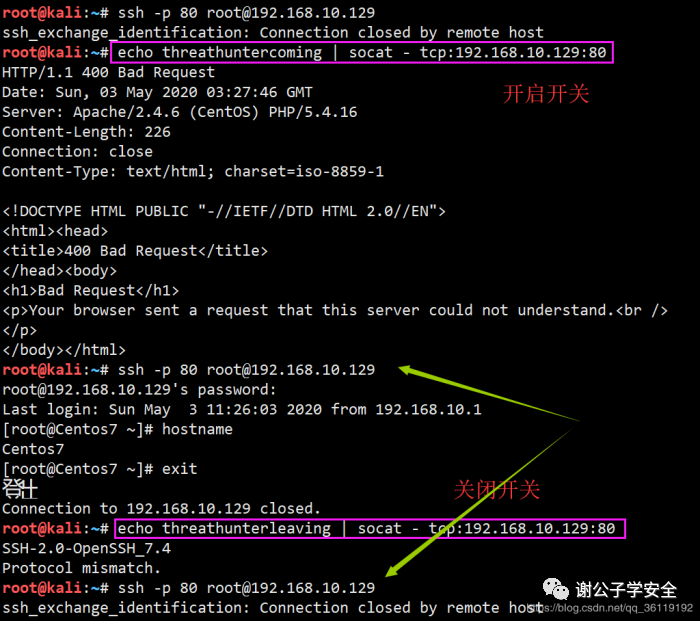 root@kali:~# ssh -p 80 root@192.168.10.129
ssh_exchange_identification: Connection closed by remote host
root@kali:~# echo threathuntercoming | socat - tcp:192.168.10.129:80
HTTP/1.1 400 Bad Request
Date: Sun, 03 May 2020 03:27:46 GMT
开启开关
Server: Apache/2.4.6 (CentOS) PHP/5.4.16
Content-Length: 226
Connection: close
Content-Type: text/html; charset=iso-8859-1
<!DOCTYPE HTML PUBLIC "-//IETF//DTD HTML 2.0//EN">
<html><head>
<title>400 Bad Request</title>
</head><body>
<h1>Bad Request</h1>
<p>Your browser sent a request that this server could not understand.<br />
</p>
</body></html>
root@kali:~# ssh -p 80 root@192.168.10.129
root@192.168.10.129's password:
Last login: Sun May  3 11:26:03 2020 from 192.168.10.1
[root@Centos7 ~]# hostname
Centos7
[root@Centos7 ~]# exit
关闭开关
Connection to 192.168.10.129 closed.
root@kali:~# echo threathunterleaving | socat - tcp:192.168.10.129:80
SSH-2.0-OpenSSH_7.4
Protocol mismatch.
root@kali:~# ssh -p 80 root@192.168.10.129
谢公子学安全
ssh_exchange_identification: Connection closed by remote host
https://blog.csdn.net/qq_36119192